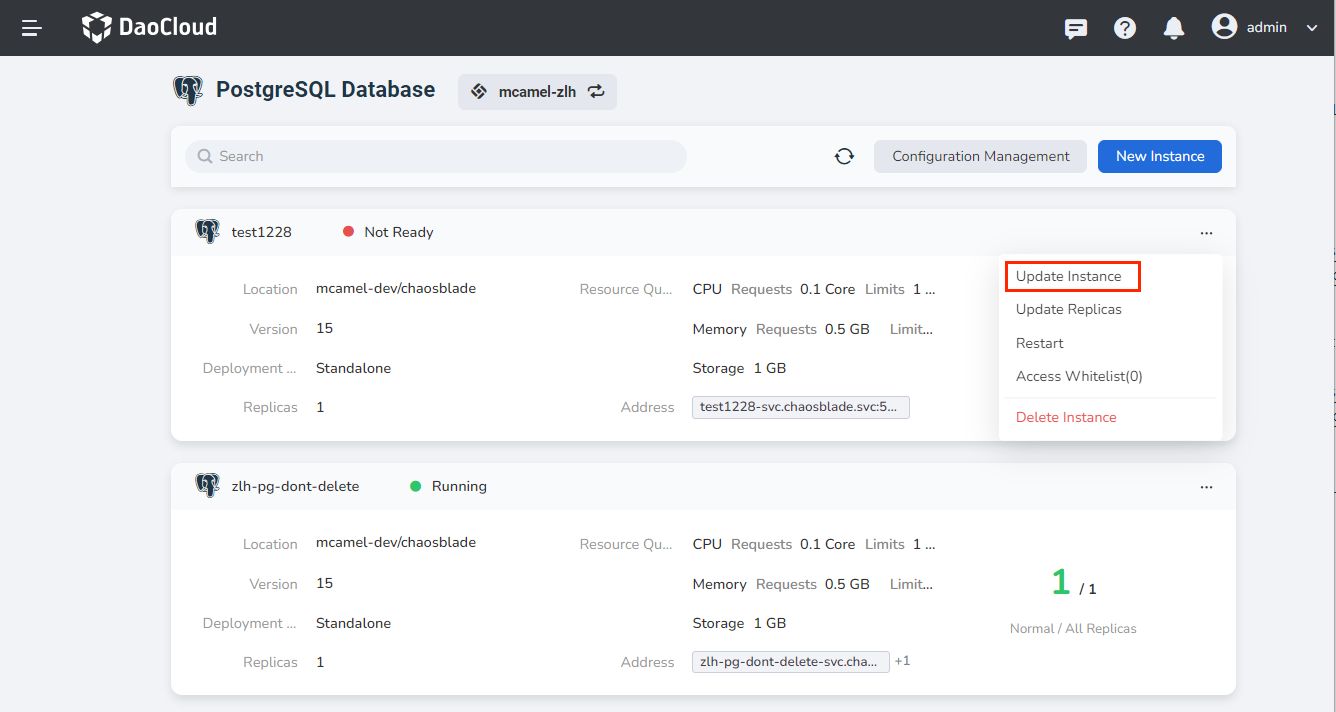 DaoCloud
admin
PostgreSQL Database mcamel-zlh
Search Configuration Management New Instance
test1228 Not Ready ...
Location mcamel-dev/chaosblade Resource Qu... CPU Requests 0.1 Core Limits 1 ...
Version 15 Memory Requests 0.5 GB Limit...
Deployment ... Standalone Storage 1 GB
Replicas 1 Address test1228-svc.chaosblade.svc:5...
Update Instance
Update Replicas
Restart
Access Whitelist(0)
Delete Instance
zlh-pg-dont-delete Running ...
Location mcamel-dev/chaosblade Resource Qu... CPU Requests 0.1 Core Limits 1 ...
Version 15 Memory Requests 0.5 GB Limit...
Deployment ... Standalone Storage 1 GB
Replicas 1 Address zlh-pg-dont-delete-svc.cha... +1
1 / 1
Normal / All Replicas